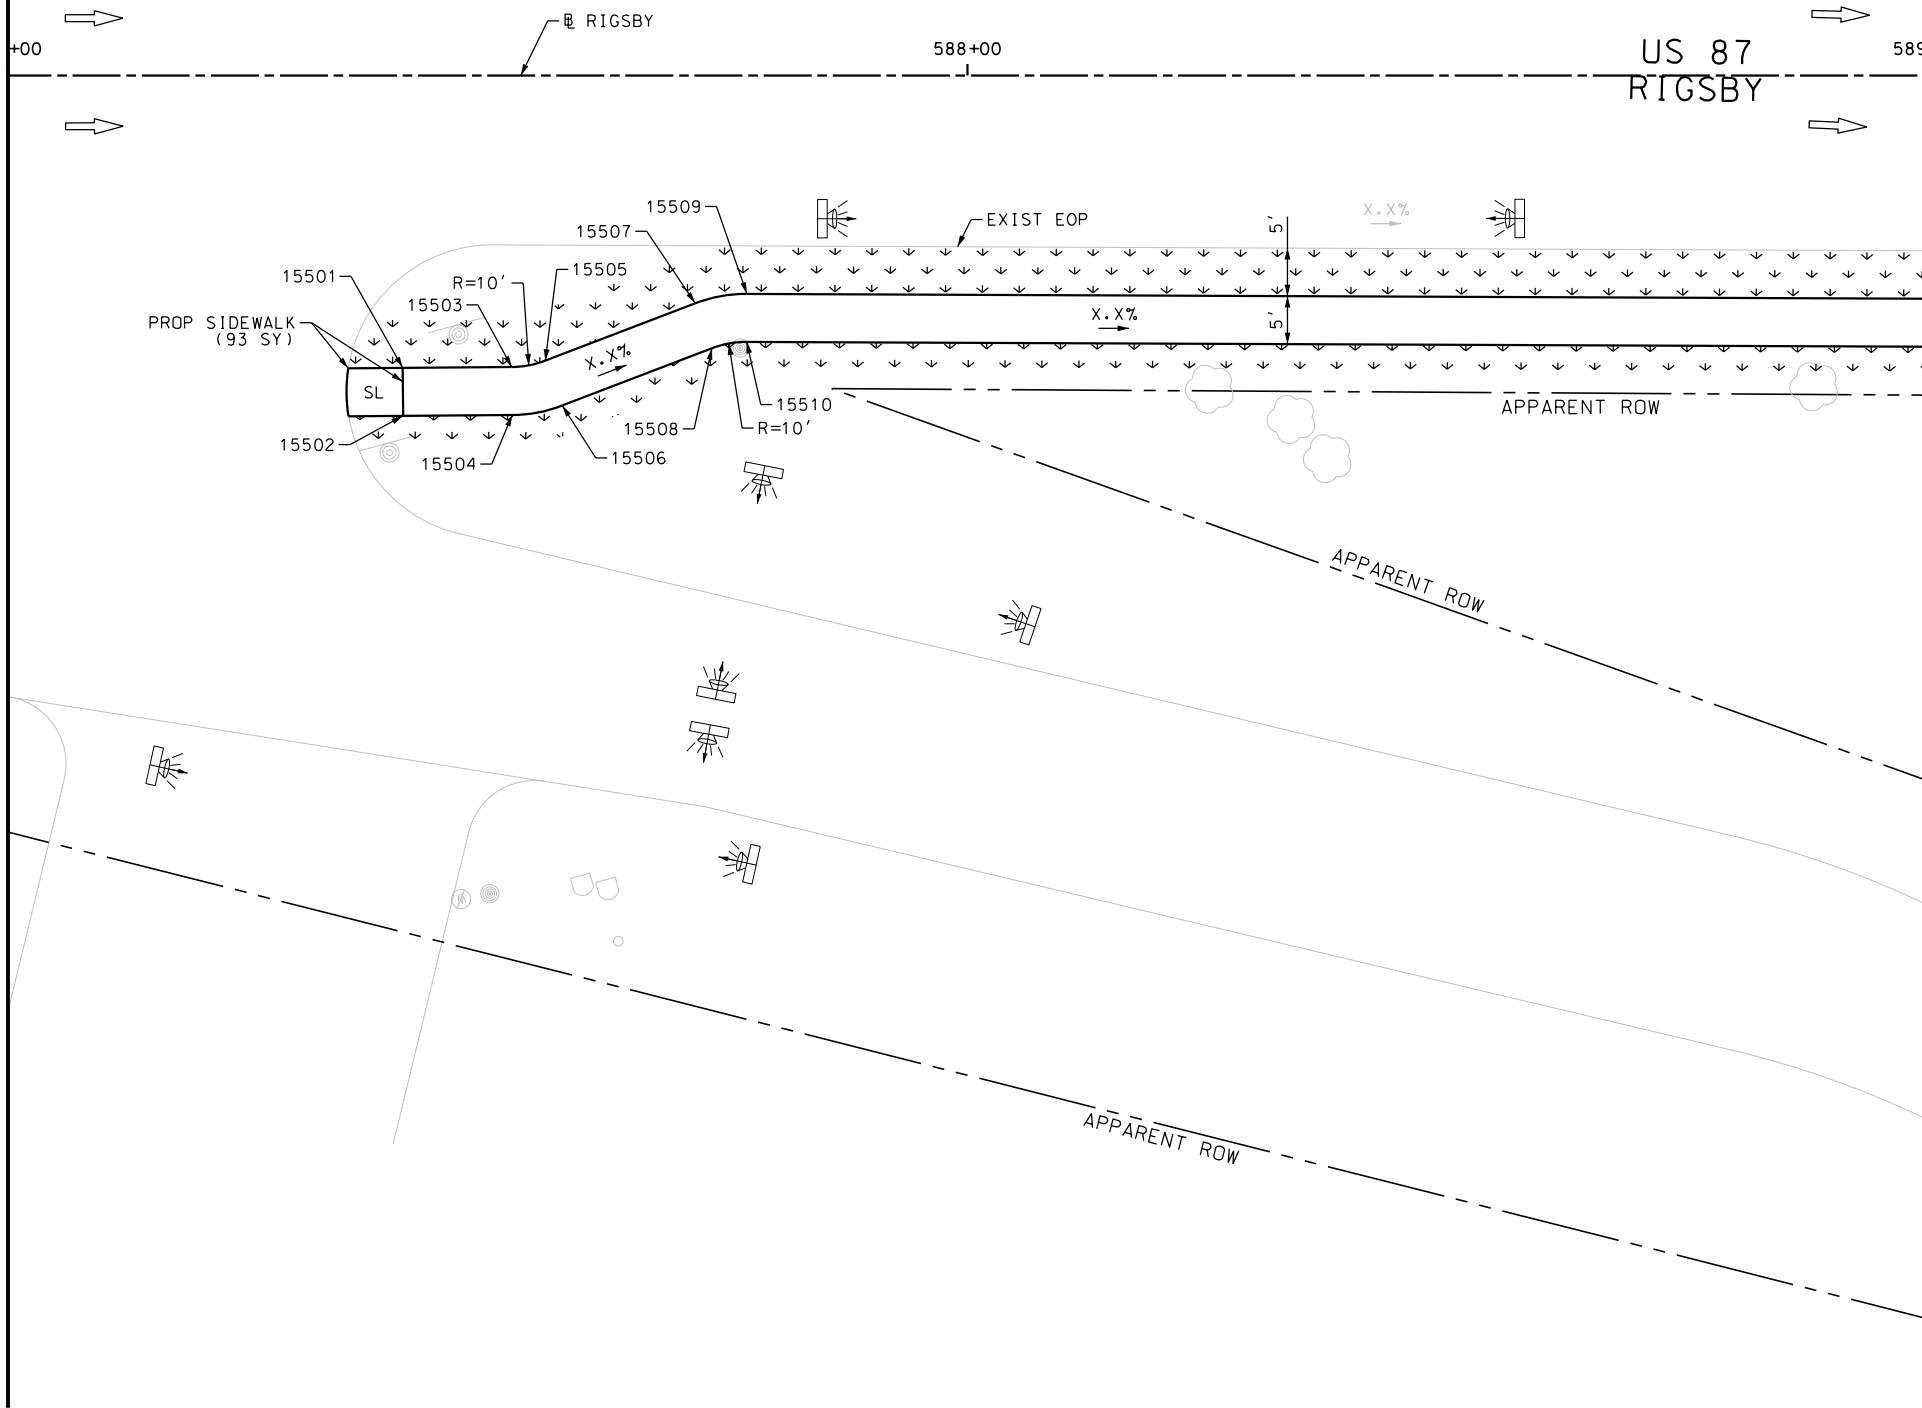 ℄ RIGSBY
+00
588+00
US 87
RIGSBY
589
15509
15507
EXIST EOP
5'
X.X%
15501
R=10'
15505
15503
PROP SIDEWALK
(93 SY)
X.X%
5'
X.X%
SL
15510
APPARENT ROW
15502
15508
R=10'
15504
15506
APPARENT ROW
APPARENT ROW